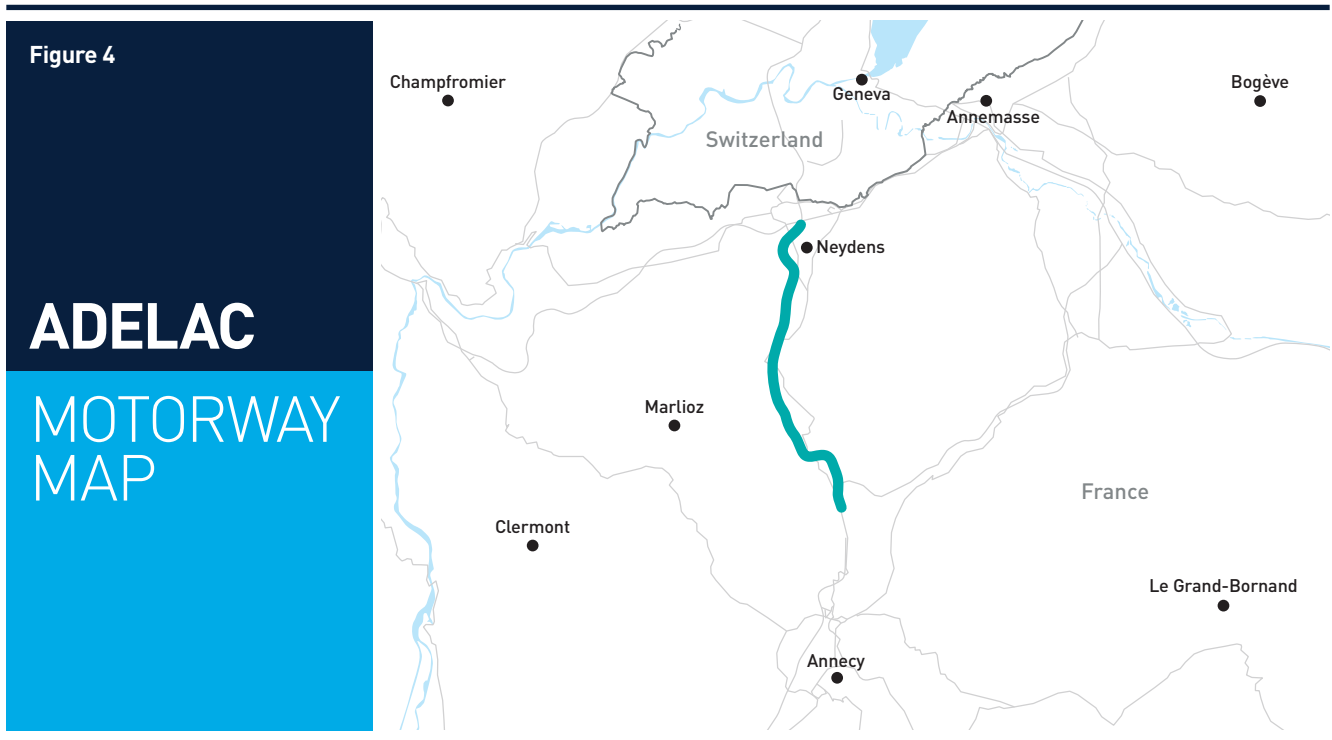 Figure 4
ADELAC
MOTORWAY
MAP
Champfromier
Geneva
Annemasse
Bogève
Switzerland
Neydens
Marlioz
France
Clermont
Le Grand-Bornand
Annecy